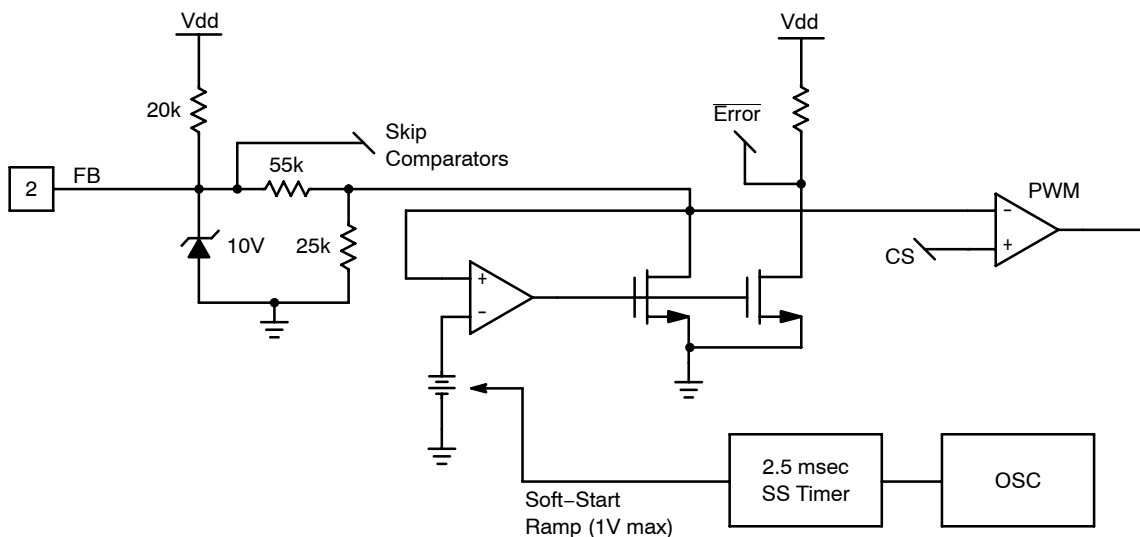 Vdd
Vdd
20k
Error
Skip
Comparators
2
FB
55k
PWM
10V
25k
+
−
−
+
CS
2.5 msec
SS Timer
OSC
Soft−Start
Ramp (1V max)